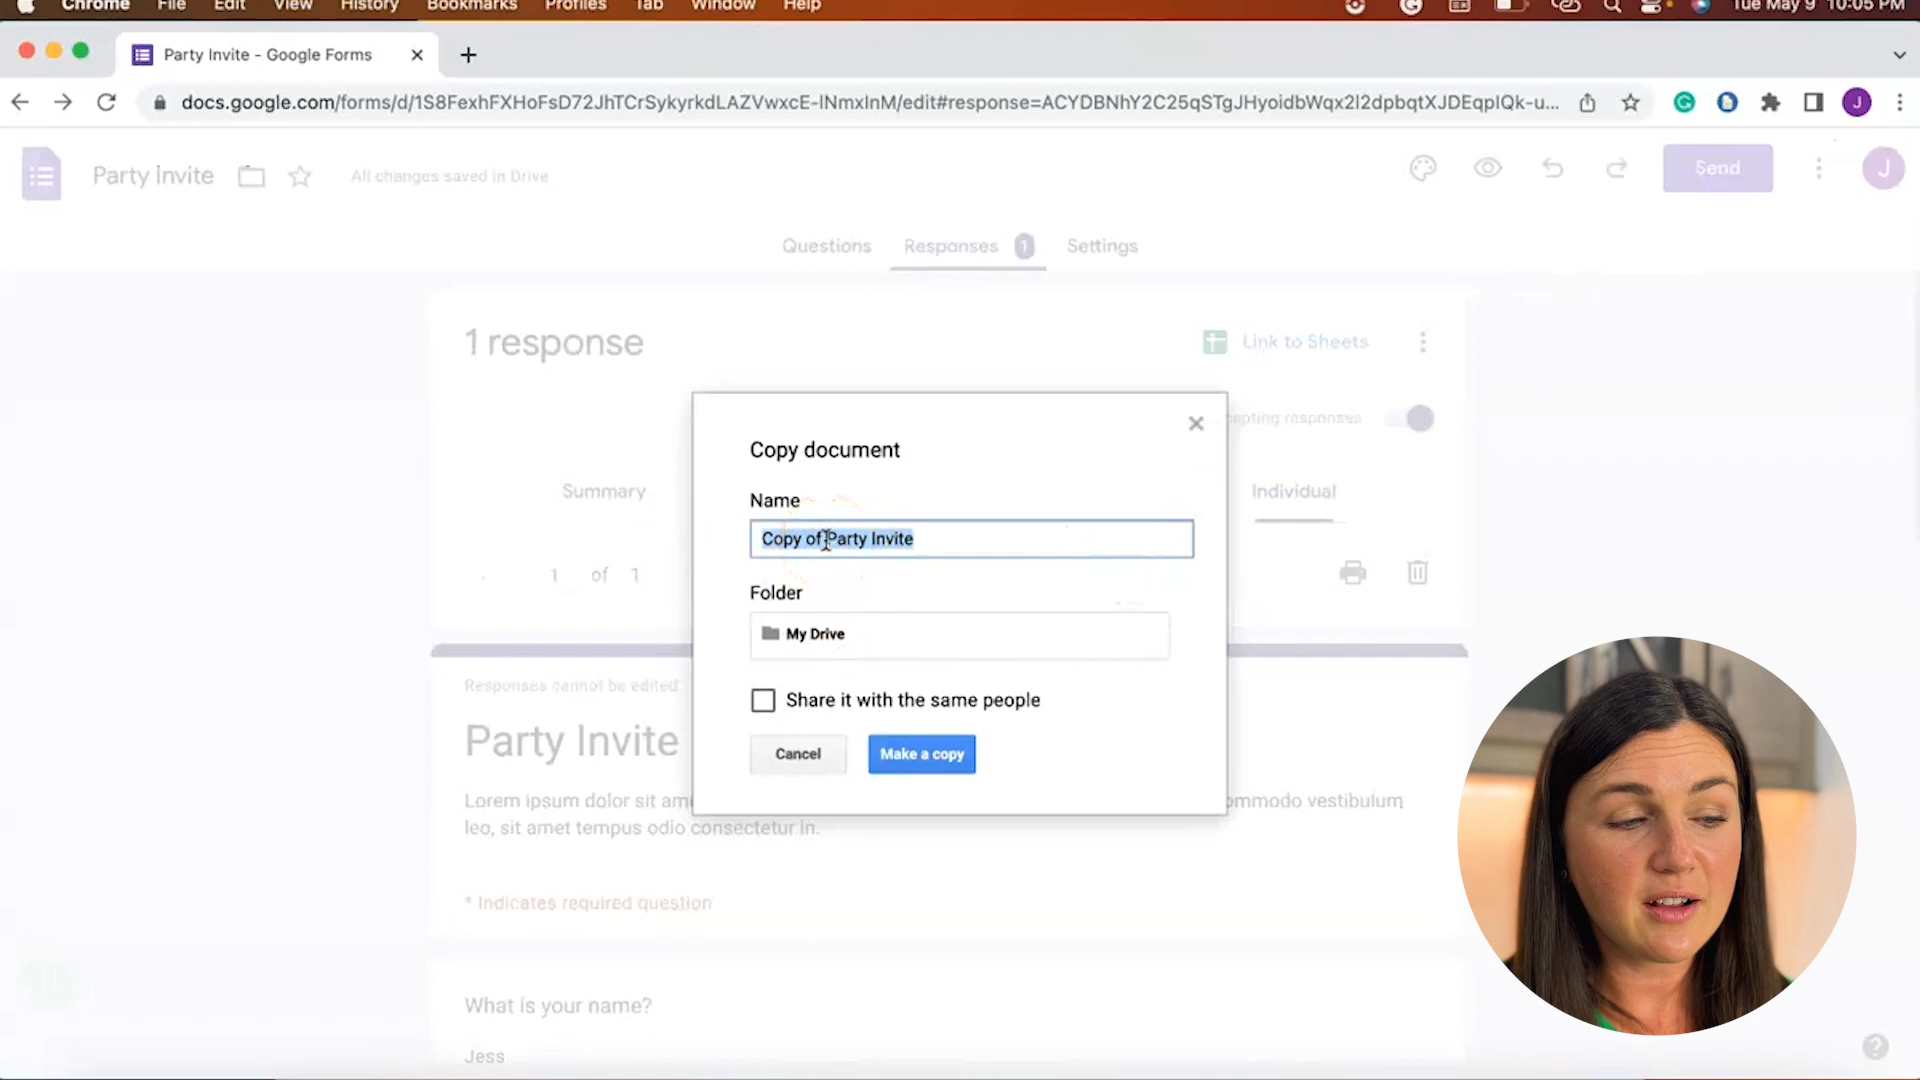 Chrome File Edit View History Bookmarks Profiles Tab Window Help Tue May 9 10:05 PM
Party Invite - Google Forms
docs.google.com/forms/d/1S8FexhFXHoFsD72JhTCrSykyrkdLAZVwxcE-INmxInM/edit#response=ACYDBNhY2C25qSTgJHyoidbWqx2I2dpbqtXJDEqpIQk-u...
J
Party Invite
All changes saved in Drive
Send
J
Questions
Responses 1
Settings
1 response
Link to Sheets
Copy document
Name
Copy of Party Invite
Folder
My Drive
Share it with the same people
Cancel
Make a copy
epting responses
Summary
Individual
1 of 1
Responses cannot be edited
Party Invite
Lorem ipsum dolor sit am ommodo vestibulum
leo, sit amet tempus odio consectetur in.
* Indicates required question
What is your name?
Jess